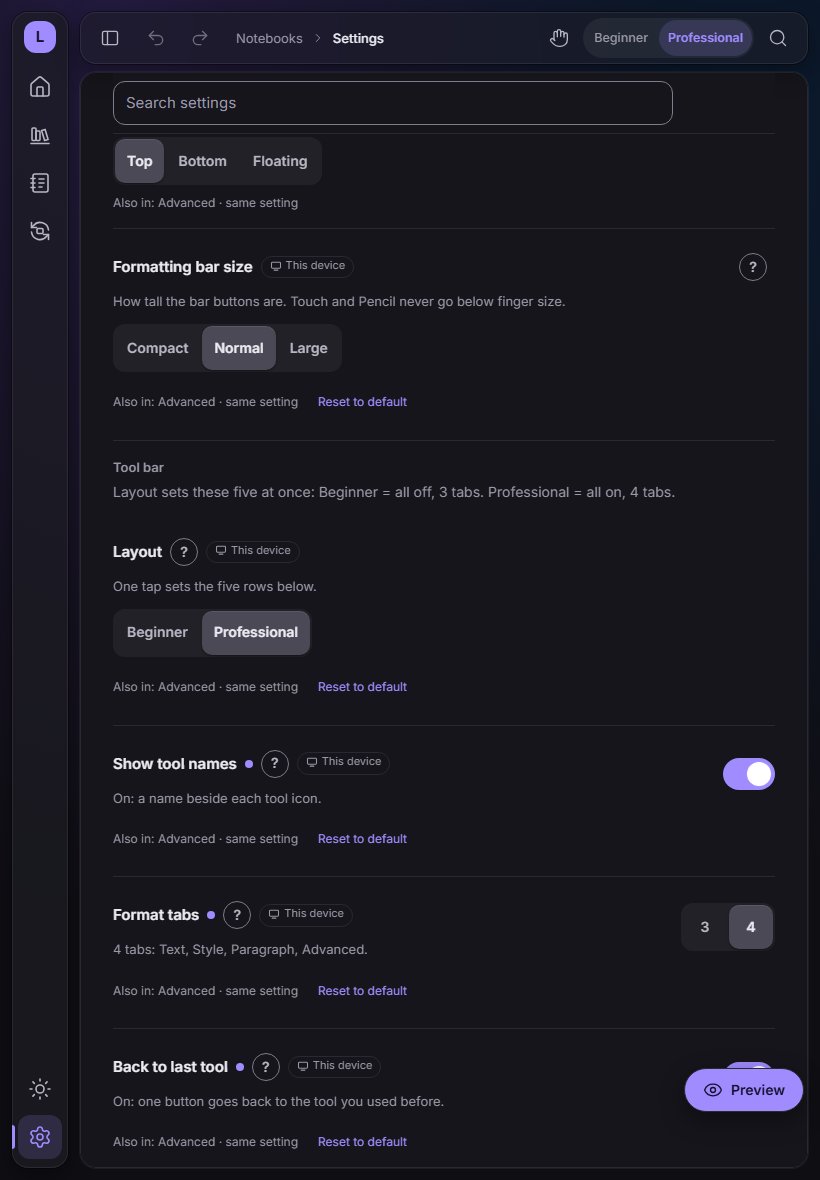 L
Notebooks > Settings
Beginner Professional
Search settings
Top Bottom Floating
Also in: Advanced · same setting
Formatting bar size This device ?
How tall the bar buttons are. Touch and Pencil never go below finger size.
Compact Normal Large
Also in: Advanced · same setting Reset to default
Tool bar
Layout sets these five at once: Beginner = all off, 3 tabs. Professional = all on, 4 tabs.
Layout ? This device
One tap sets the five rows below.
Beginner Professional
Also in: Advanced · same setting Reset to default
Show tool names ? This device
On: a name beside each tool icon.
Also in: Advanced · same setting Reset to default
Format tabs ? This device
3 4
4 tabs: Text, Style, Paragraph, Advanced.
Also in: Advanced · same setting Reset to default
Back to last tool ? This device
Preview
On: one button goes back to the tool you used before.
Also in: Advanced · same setting Reset to default